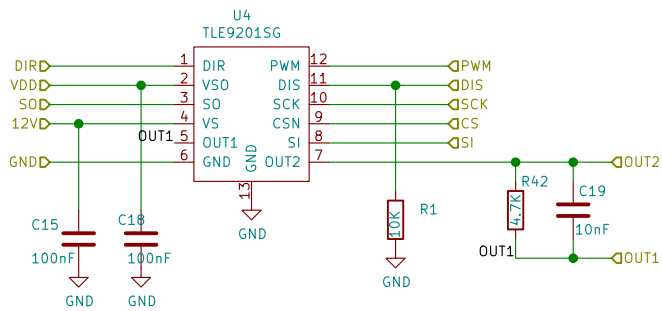 U4
TLE9201SG
DIR 1 DIR PWM 12 PWM
VDD 2 VSO DIS 11 DIS
SO 3 SO SCK 10 SCK
12V 4 VS CSN 9 CS
OUT1 5 OUT1 SI 8 SI
GND 6 GND GND OUT2 7 OUT2
13
GND
R42
4.7K
C19
10nF
OUT1
OUT1
R1
10K
GND
C15
100nF
GND
C18
100nF
GND